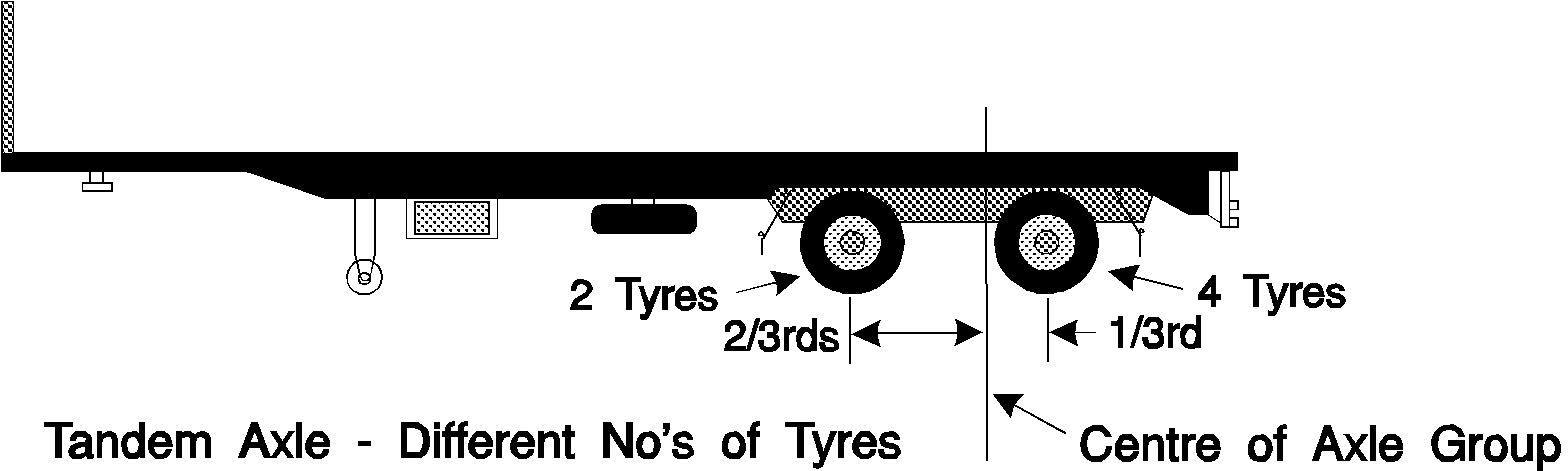 2 Tyres
4 Tyres
2/3rds
1/3rd
Tandem Axle - Different No's of Tyres
Centre of Axle Group